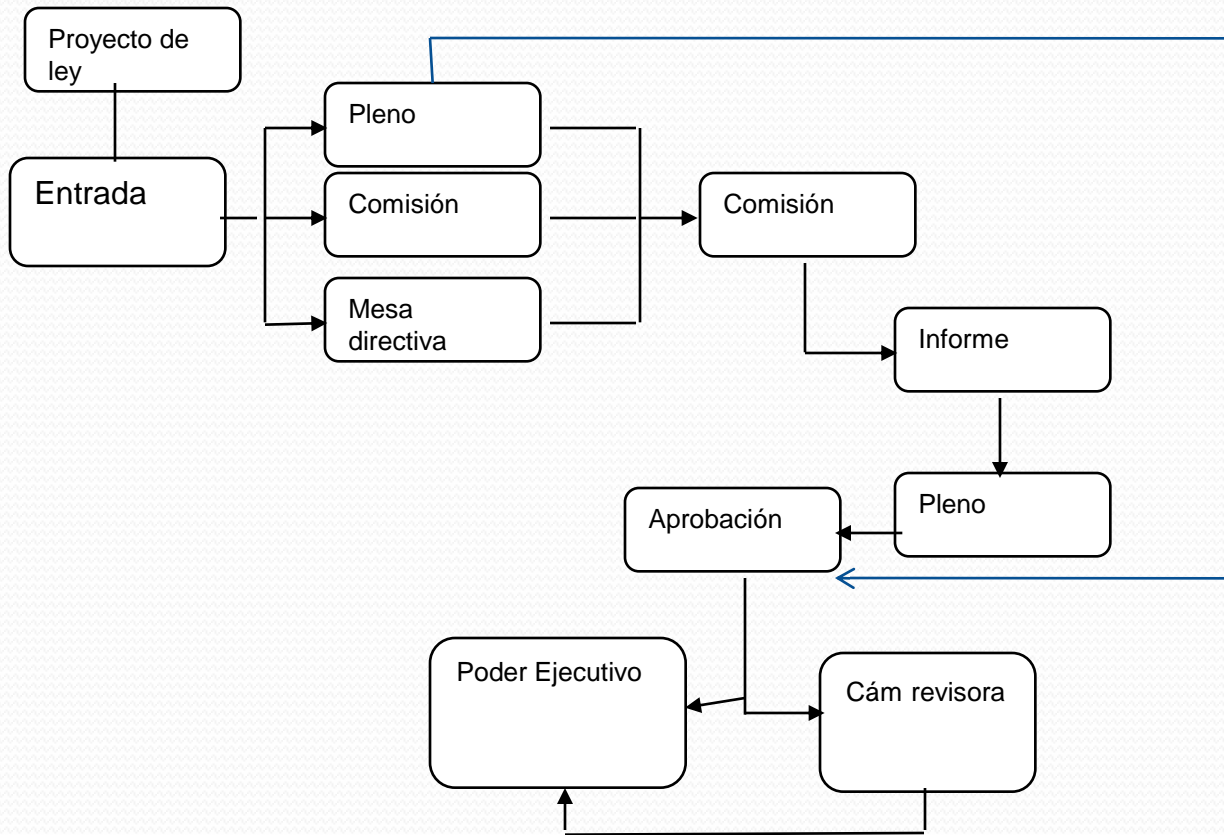 Proyecto de
ley
Entrada
Pleno
Comisión
Mesa
directiva
Comisión
Informe
Pleno
Aprobación
Poder Ejecutivo
Cám revisora